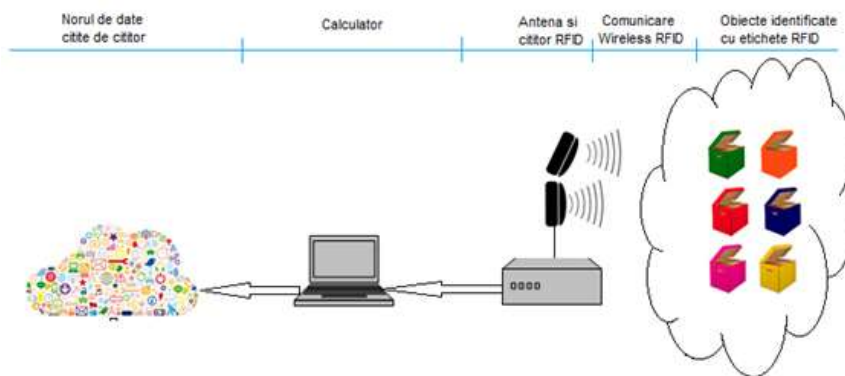 Norul de date
citite de cititor
Calculator
Antena si
cititor RFID
Comunicare
Wireless RFID
Obiecte identificate
cu etichete RFID